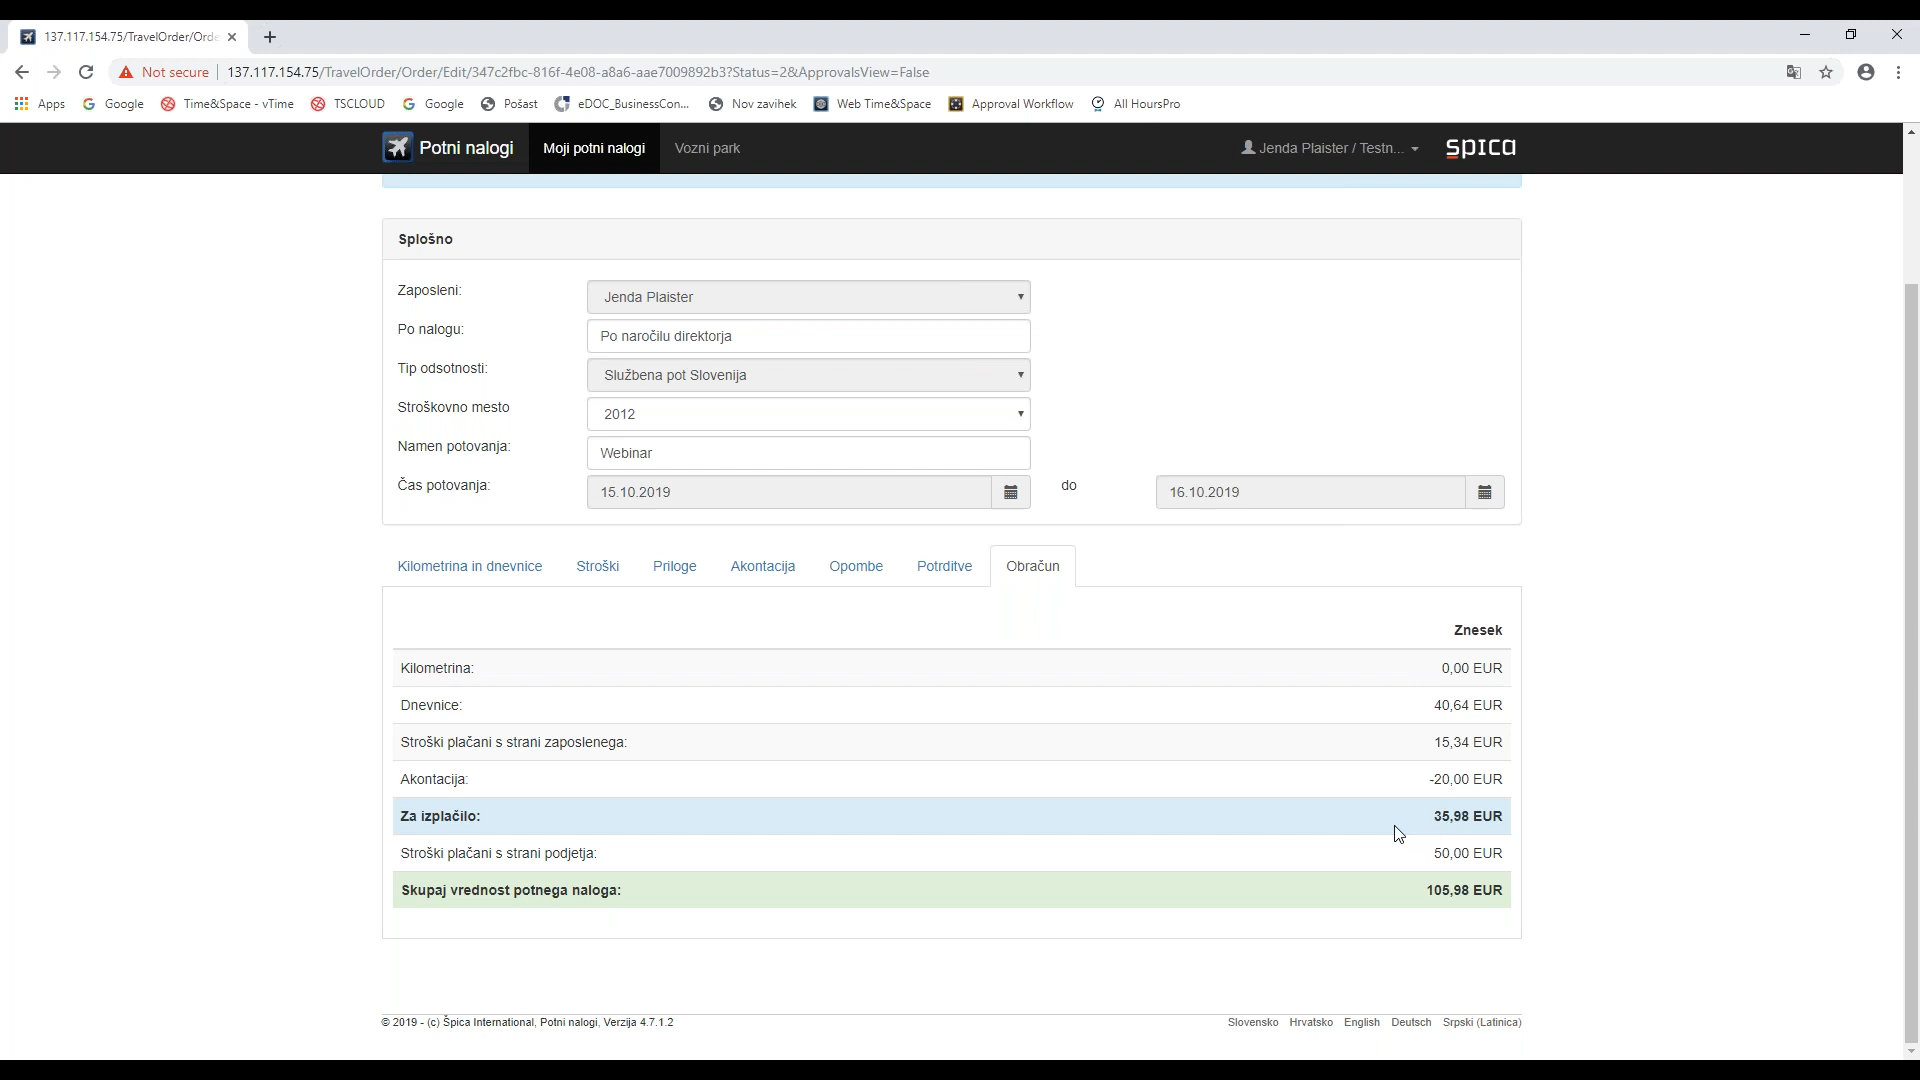 137.117.154.75/TravelOrder/Orde
Not secure 137.117.154.75/TravelOrder/Order/Edit/347c2fbc-816f-4e08-a8a6-aae7009892b3?Status=2&ApprovalsView=False
Apps Google Time&Space - vTime TSCLOUD Google Pošast eDOC_BusinessCon... Nov zavihek Web Time&Space Approval Workflow All HoursPro
Potni nalogi Moji potni nalogi Vozni park Jenda Plaister / Testn... spica
Splošno
Zaposleni: Jenda Plaister
Po nalogu: Po naročilu direktorja
Tip odsotnosti: Službena pot Slovenija
Stroškovno mesto 2012
Namen potovanja: Webinar
Čas potovanja: 15.10.2019 do 16.10.2019
Kilometrina in dnevnice Stroški Priloge Akontacija Opombe Potrditve Obračun
Znesek
Kilometrina: 0,00 EUR
Dnevnice: 40,64 EUR
Stroški plačani s strani zaposlenega: 15,34 EUR
Akontacija: -20,00 EUR
Za izplačilo: 35,98 EUR
Stroški plačani s strani podjetja: 50,00 EUR
Skupaj vrednost potnega naloga: 105,98 EUR
© 2019 - (c) Špica International, Potni nalogi, Verzija 4.7.1.2 Slovensko Hrvatsko English Deutsch Srpski (Latinica)